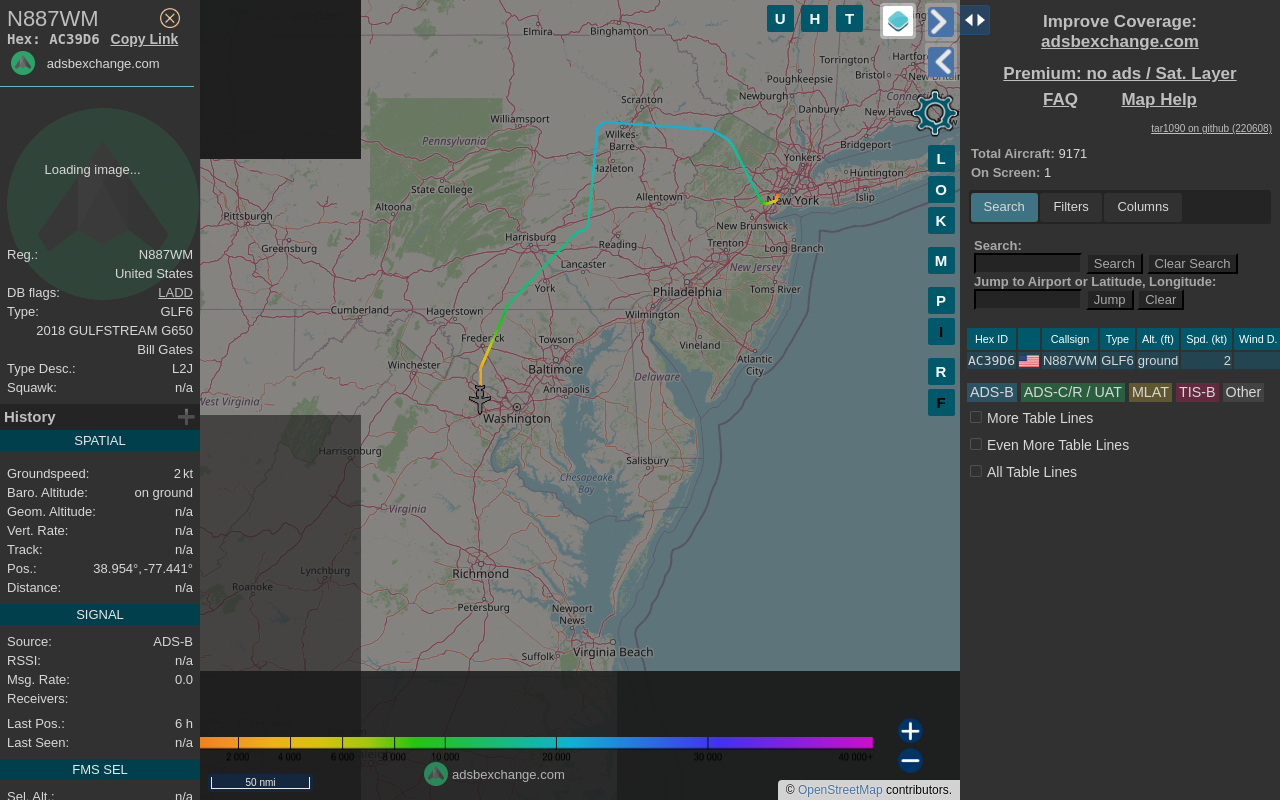 N887WM
Hex: AC39D6 Copy Link
adsbexchange.com
Loading image...
Reg.: N887WM
United States
DB flags: LADD
Type: GLF6
2018 GULFSTREAM G650
Bill Gates
Type Desc.: L2J
Squawk: n/a
History
SPATIAL
Groundspeed: 2 kt
Baro. Altitude: on ground
Geom. Altitude: n/a
Vert. Rate: n/a
Track: n/a
Pos.: 38.954°, -77.441°
Distance: n/a
SIGNAL
Source: ADS-B
RSSI: n/a
Msg. Rate: 0.0
Receivers:
Last Pos.: 6 h
Last Seen: n/a
FMS SEL
Sel. Alt.: n/a
U H T
L
O
K
M
P
I
R
F
Elmira
Binghamton
Torrington
Hartfor
Poughkeepsie
Bristol
New Britain
Scranton
Newburgh
Danbury
Connecticut
New Haven
Williamsport
Wilkes-
Barre
Pennsylvania
Bridgeport
Yonkers
Hazleton
Huntington
State College
Allentown
New York
Islip
Altoona
Pittsburgh
New Brunswick
Harrisburg
Reading
Trenton
Long Branch
Greensburg
Lancaster
New Jersey
York
Philadelphia
Toms River
Cumberland
Hagerstown
Wilmington
Frederick
Towson
Vineland
Winchester
Baltimore
Atlantic
City
Delaware
Annapolis
West Virginia
Washington
Harrisonburg
Salisbury
Chesapeake
Bay
Virginia
Lynchburg
Richmond
Roanoke
Petersburg
Newport
News
Virginia Beach
Suffolk
2 000 4 000 6 000 8 000 10 000 20 000 30 000 40 000+
adsbexchange.com
50 nmi
© OpenStreetMap contributors.
Improve Coverage:
adsbexchange.com
Premium: no ads / Sat. Layer
FAQ Map Help
tar1090 on github (220608)
Total Aircraft: 9171
On Screen: 1
Search Filters Columns
Search:
Search Clear Search
Jump to Airport or Latitude, Longitude:
Jump Clear
Hex ID Callsign Type Alt. (ft) Spd. (kt) Wind D.
AC39D6 N887WM GLF6 ground 2
ADS-B ADS-C/R / UAT MLAT TIS-B Other
More Table Lines
Even More Table Lines
All Table Lines